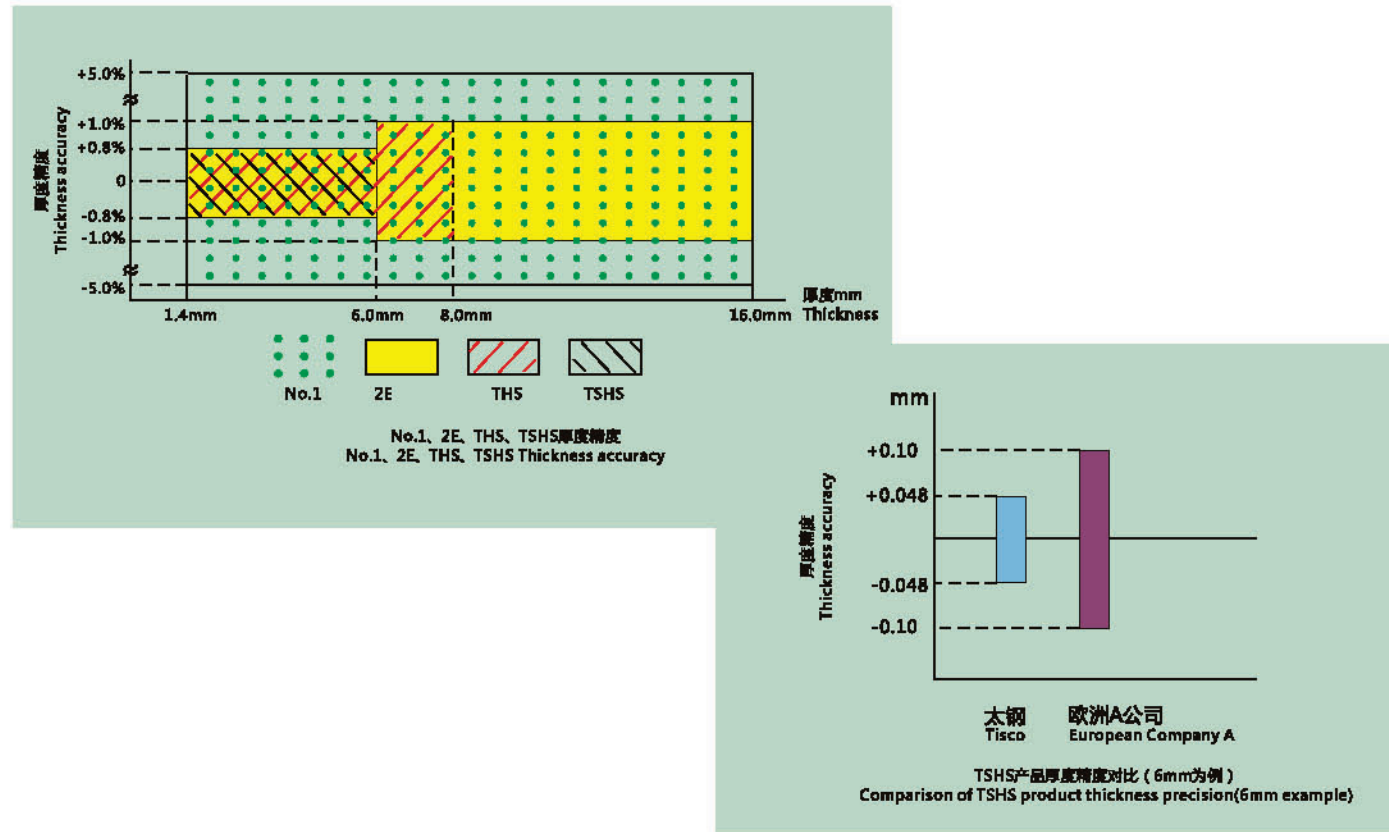 厚度精度
Thickness accuracy
+5.0%
+1.0%
+0.8%
0
-0.8%
-1.0%
-5.0%
1.4mm
6.0mm
8.0mm
16.0mm
厚度mm
Thickness
No.1
2E
THS
TSHS
No.1、2E、THS、TSHS厚度精度
No.1、2E、THS、TSHS Thickness accuracy
mm
厚度精度
Thickness accuracy
+0.10
+0.048
-0.048
-0.10
太钢
Tisco
欧洲A公司
European Company A
TSHS产品厚度精度对比（6mm为例）
Comparison of TSHS product thickness precision(6mm example)